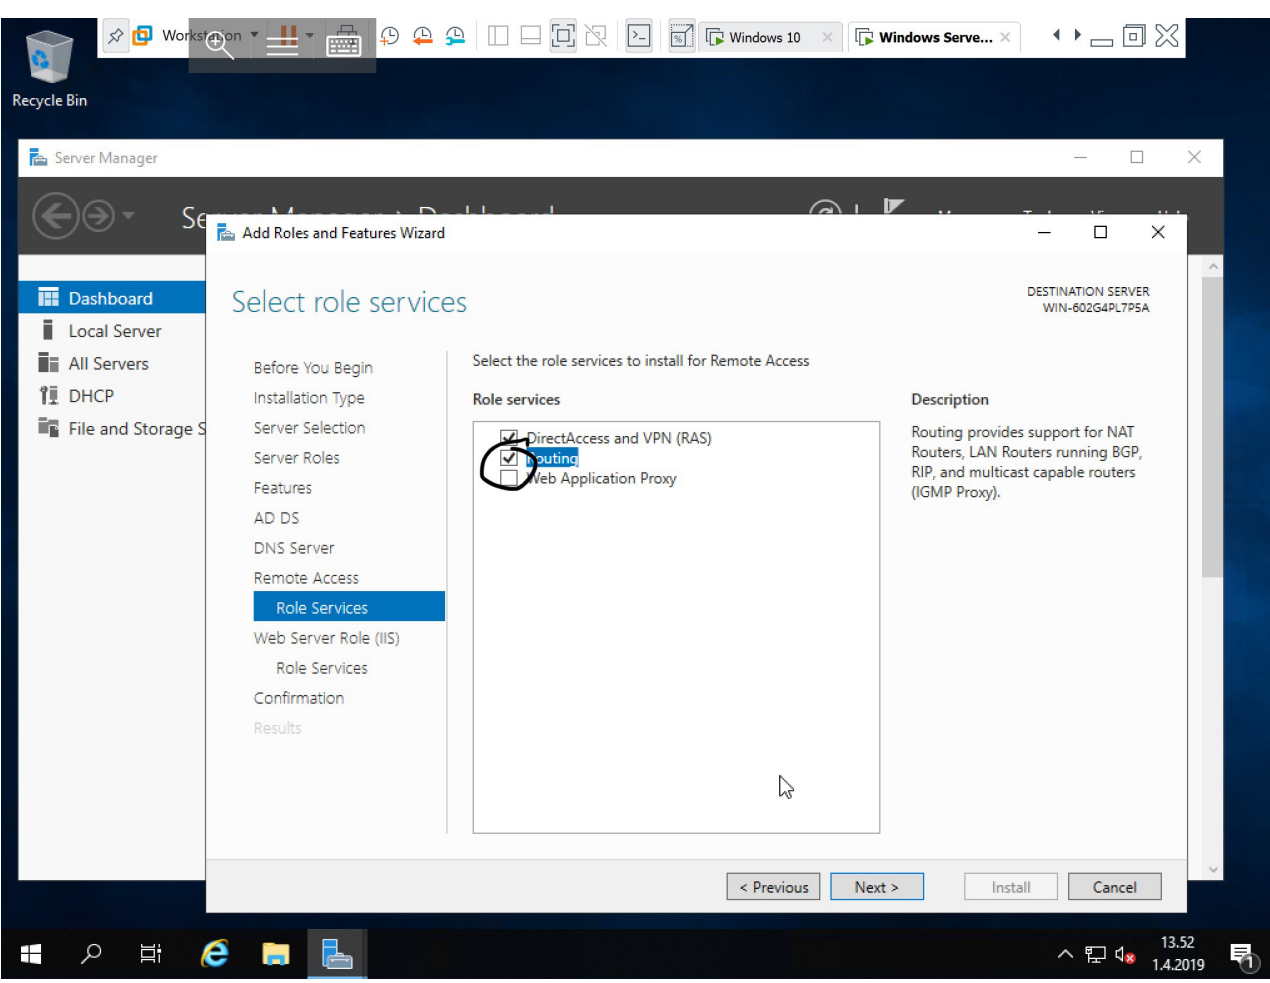 Workstation
Windows 10
Windows Serve...
Recycle Bin
Server Manager
Server Manager Dashboard
Add Roles and Features Wizard
Dashboard
Local Server
All Servers
DHCP
File and Storage S
Select role services
DESTINATION SERVER
WIN-602G4PL7P5A
Before You Begin
Installation Type
Server Selection
Server Roles
Features
AD DS
DNS Server
Remote Access
Role Services
Web Server Role (IIS)
Role Services
Confirmation
Results
Select the role services to install for Remote Access
Role services
DirectAccess and VPN (RAS)
Routing
Web Application Proxy
Description
Routing provides support for NAT
Routers, LAN Routers running BGP,
RIP, and multicast capable routers
(IGMP Proxy).
< Previous
Next >
Install
Cancel
13.52
1.4.2019
1